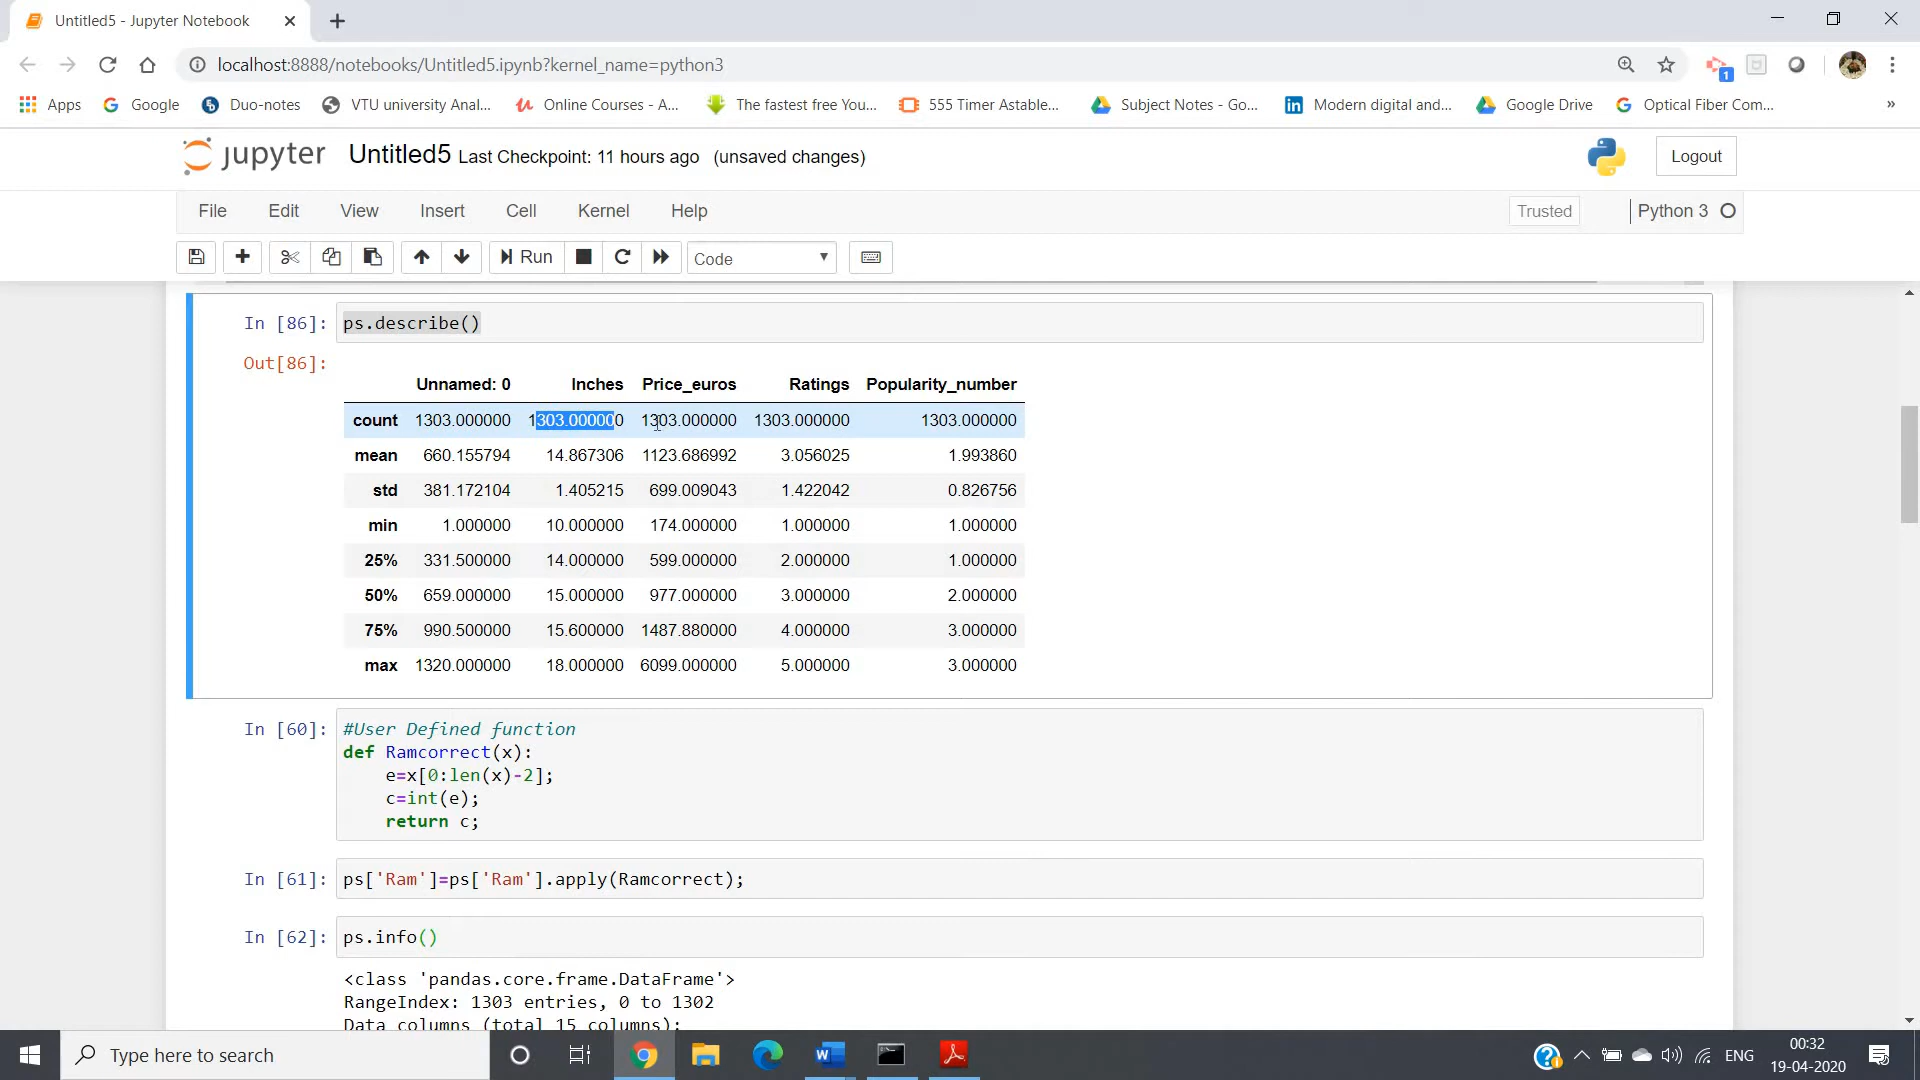 Untitled5 - Jupyter Notebook
localhost:8888/notebooks/Untitled5.ipynb?kernel_name=python3
1
Apps Google Duo-notes VTU university Anal... Online Courses - A... The fastest free You... 555 Timer Astable... Subject Notes - Go... Modern digital and... Google Drive Optical Fiber Com... »
jupyter Untitled5 Last Checkpoint: 11 hours ago (unsaved changes) Logout
File Edit View Insert Cell Kernel Help Trusted Python 3
Run Code
In [86]: ps.describe()
Out[86]:
Unnamed: 0 Inches Price_euros Ratings Popularity_number
count 1303.000000 1303.000000 1303.000000 1303.000000 1303.000000
mean 660.155794 14.867306 1123.686992 3.056025 1.993860
std 381.172104 1.405215 699.009043 1.422042 0.826756
min 1.000000 10.000000 174.000000 1.000000 1.000000
25% 331.500000 14.000000 599.000000 2.000000 1.000000
50% 659.000000 15.000000 977.000000 3.000000 2.000000
75% 990.500000 15.600000 1487.880000 4.000000 3.000000
max 1320.000000 18.000000 6099.000000 5.000000 3.000000
In [60]: #User Defined function
def Ramcorrect(x):
e=x[0:len(x)-2];
c=int(e);
return c;
In [61]: ps['Ram']=ps['Ram'].apply(Ramcorrect);
In [62]: ps.info()
<class 'pandas.core.frame.DataFrame'>
RangeIndex: 1303 entries, 0 to 1302
Data columns (total 15 columns):
Type here to search
ENG
00:32
19-04-2020